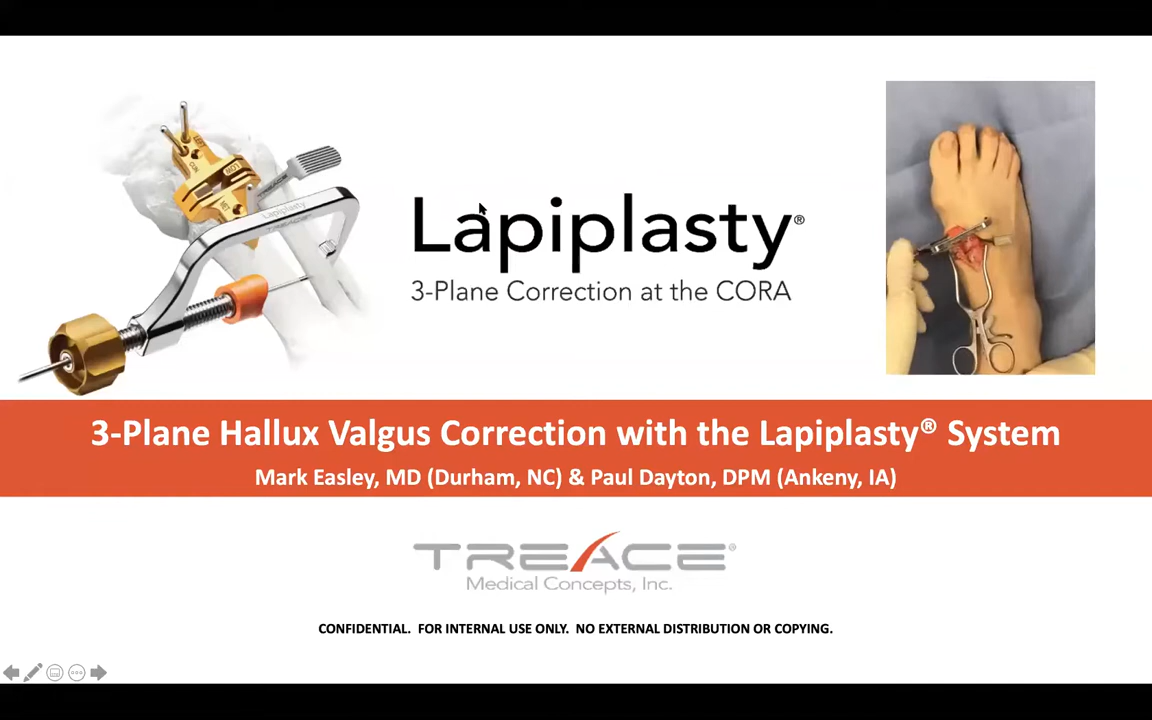 Lapiplasty®
3-Plane Correction at the CORA
3-Plane Hallux Valgus Correction with the Lapiplasty® System
Mark Easley, MD (Durham, NC) & Paul Dayton, DPM (Ankeny, IA)
TREACE®
Medical Concepts, Inc.
CONFIDENTIAL.  FOR INTERNAL USE ONLY.  NO EXTERNAL DISTRIBUTION OR COPYING.